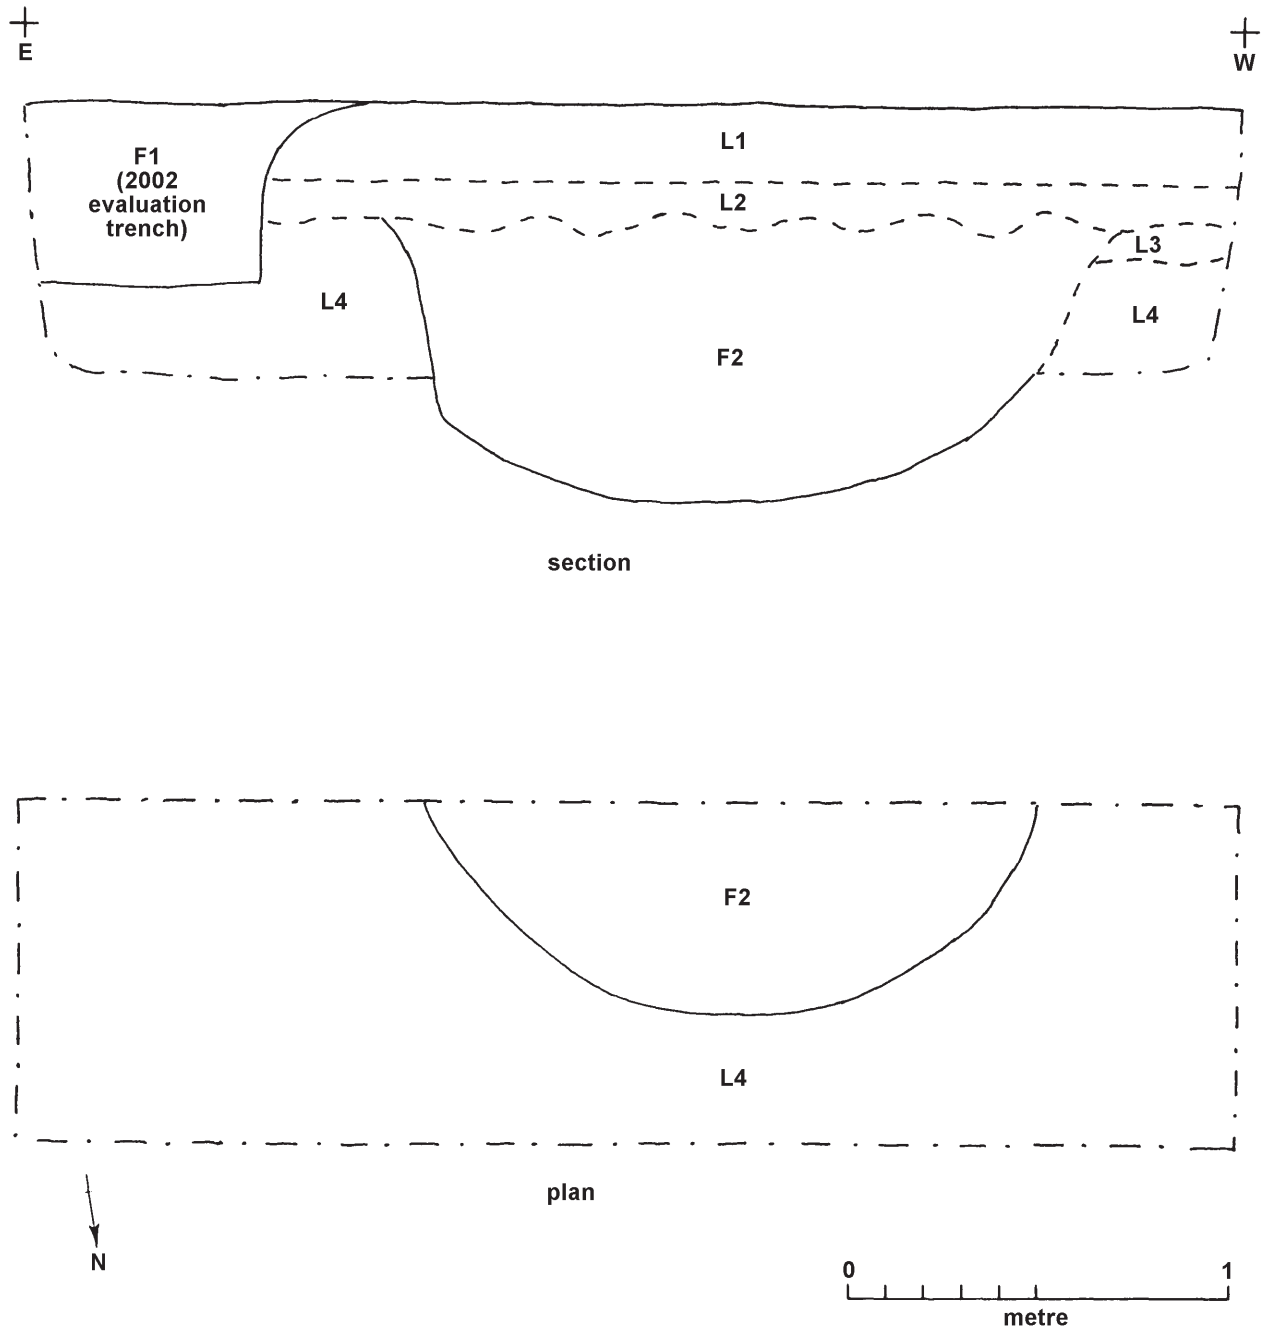 E
W
F1
(2002
evaluation
trench)
L1
L2
L3
L4
L4
F2
section
F2
L4
plan
N
0
1
metre